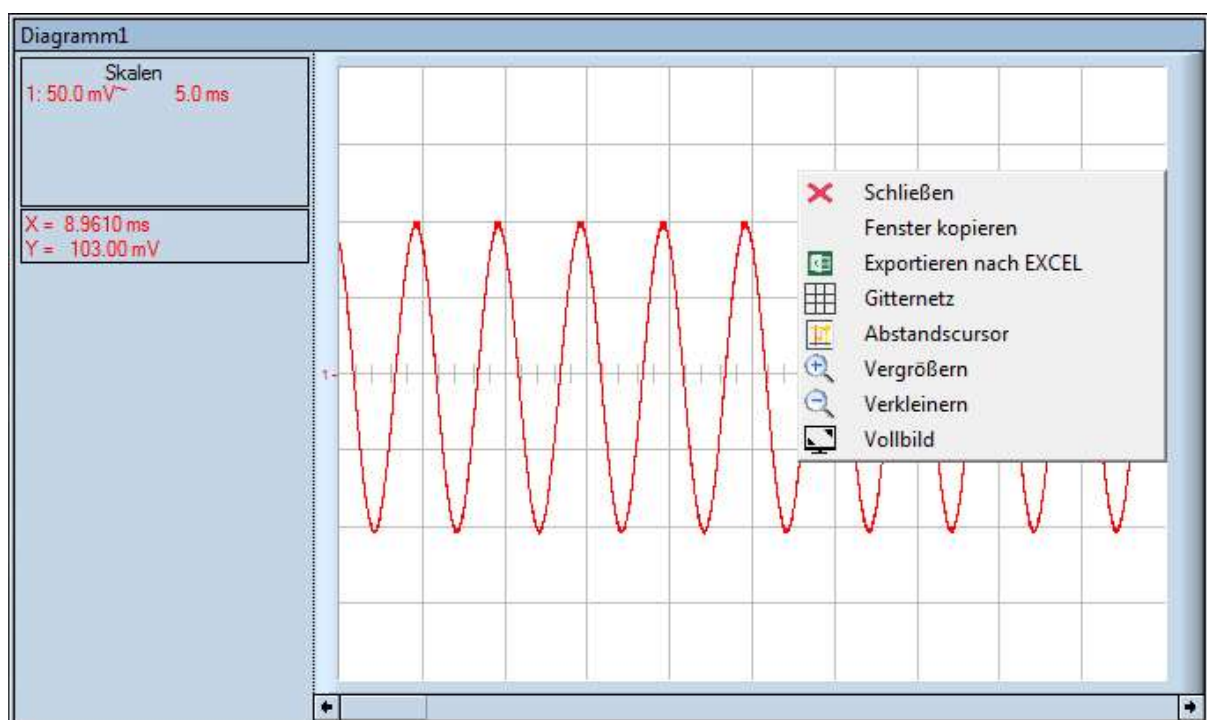 Diagramm1
Skalen
1: 50.0 mV~ 5.0 ms
X = 8.9610 ms
Y = 103.00 mV
1-
Schließen
Fenster kopieren
Exportieren nach EXCEL
Gitternetz
Abstandscursor
Vergrößern
Verkleinern
Vollbild